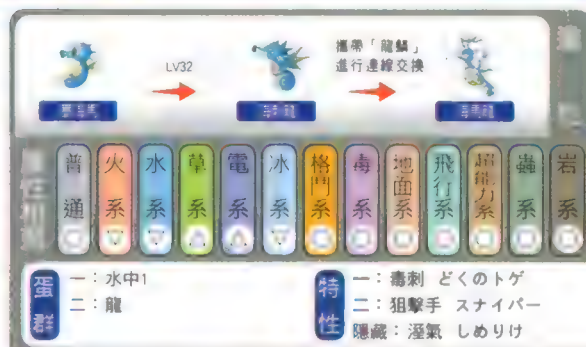 LV32
攜帶「龍鱗」
進行連線交換
普通
火系
水系
草系
電系
冰系
格鬥系
毒系
地面系
飛行系
超能力系
蟲系
岩系
蛋群
一：水中1
二：龍
特性
一：毒刺 どくのトゲ
二：狙擊手 スナイパー
隱藏：溼氣 しめりけ